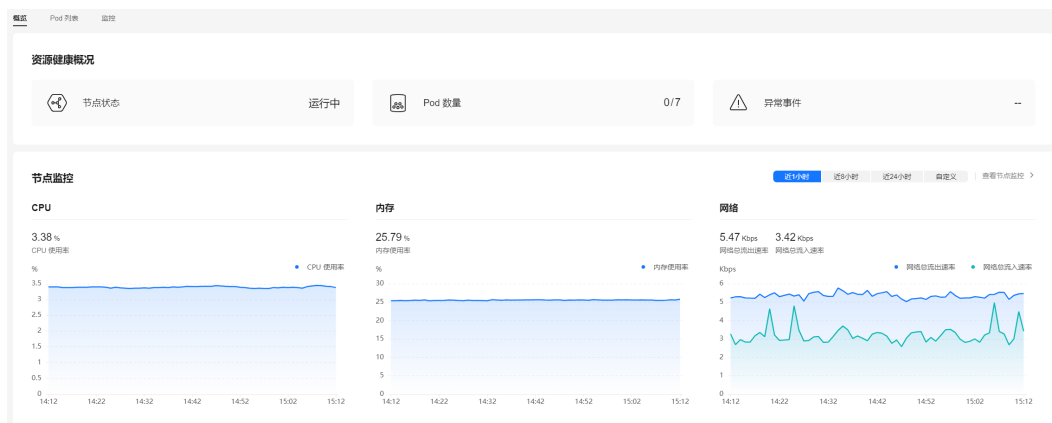 概览 Pod 列表 监控
资源健康概况
节点状态 运行中 Pod 数量 0/7 异常事件 --
节点监控 近1小时 近8小时 近24小时 自定义 查看节点监控 >
CPU 内存 网络
3.38 % 25.79 % 5.47 Kbps 3.42 Kbps
CPU 使用率 内存使用率 网络总流出速率 网络总流入速率
% CPU 使用率 % 内存使用率 Kbps 网络总流出速率 网络总流入速率
3.5 30 6
3 25 5
2.5 20 4
2 15 3
1.5 10 2
1 5 1
0.5
0 0 0
14:12 14:22 14:32 14:42 14:52 15:02 15:12 14:12 14:22 14:32 14:42 14:52 15:02 15:12 14:12 14:22 14:32 14:42 14:52 15:02 15:12